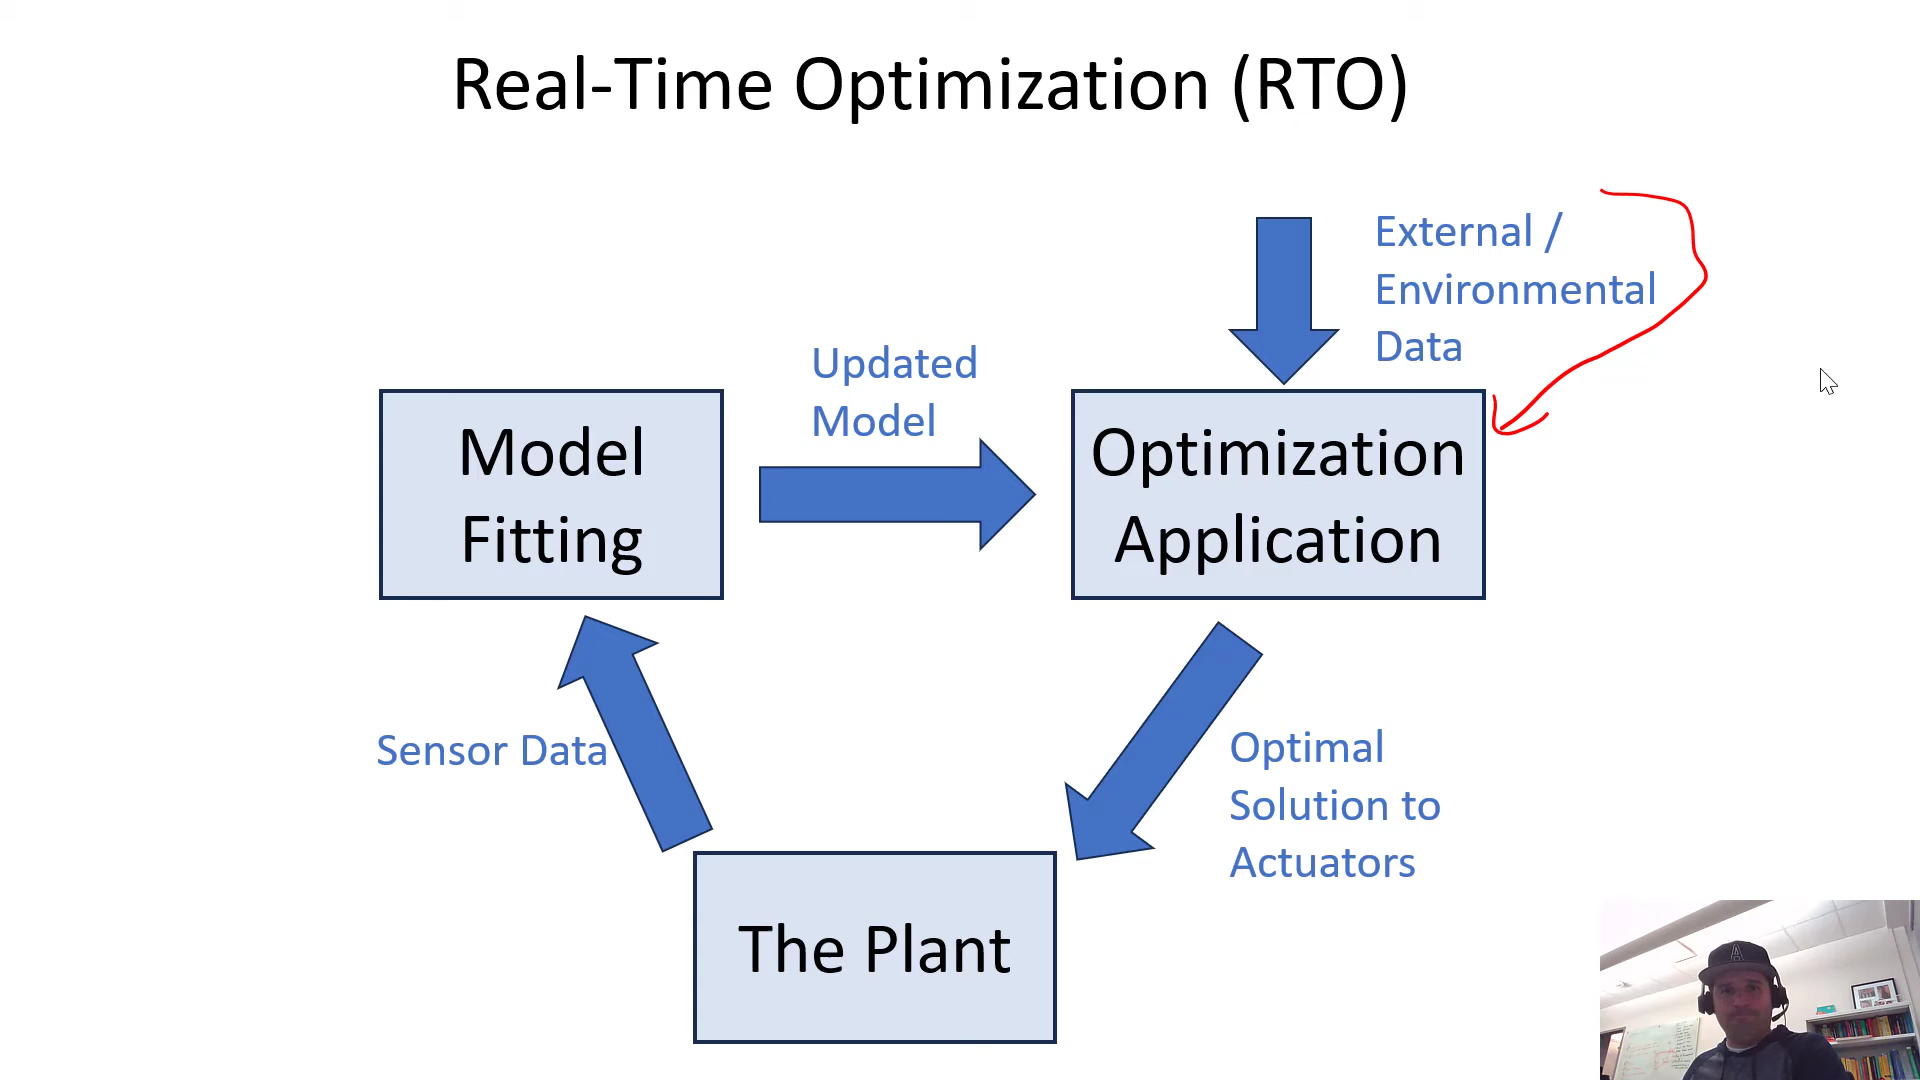 Real-Time Optimization (RTO)
External /
Environmental
Data
Updated
Model
Model
Fitting
Optimization
Application
Sensor Data
Optimal
Solution to
Actuators
The Plant
A